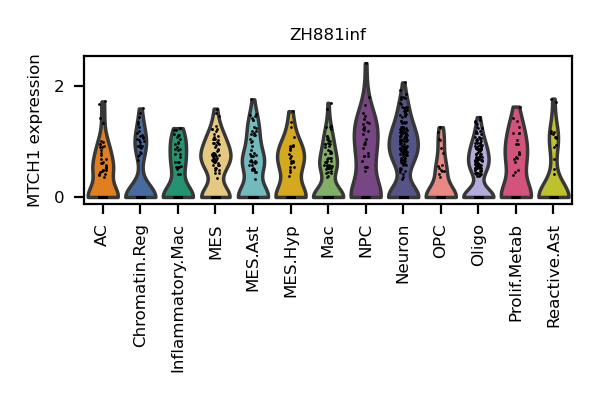 ZH881inf
MTCH1 expression
2
0
AC
Chromatin.Reg
Inflammatory.Mac
MES
MES.Ast
MES.Hyp
Mac
NPC
Neuron
OPC
Oligo
Prolif.Metab
Reactive.Ast